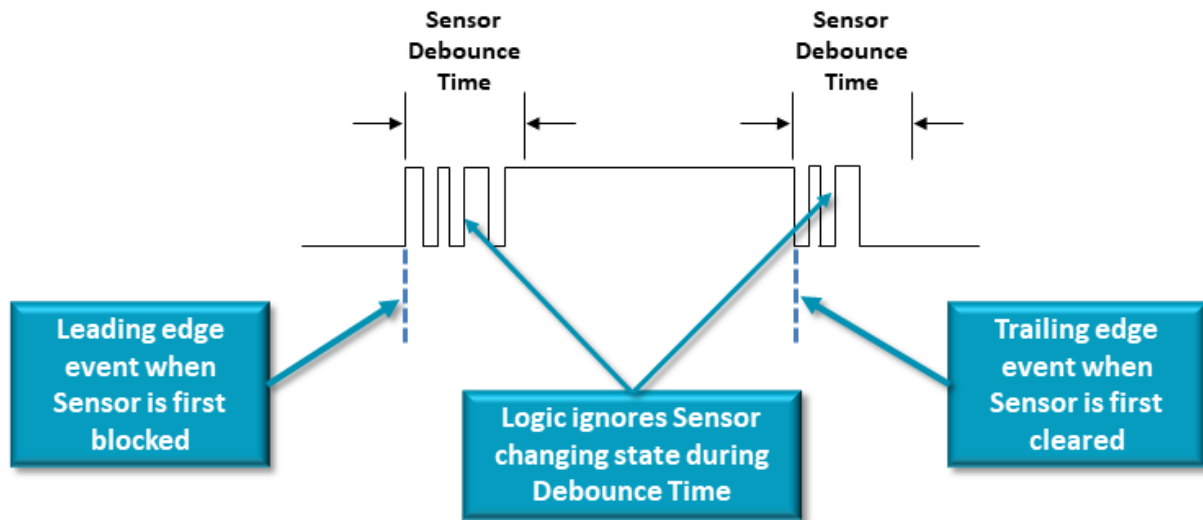 Sensor
Debounce
Time
Sensor
Debounce
Time
Leading edge
event when
Sensor is first
blocked
Logic ignores Sensor
changing state during
Debounce Time
Trailing edge
event when
Sensor is first
cleared